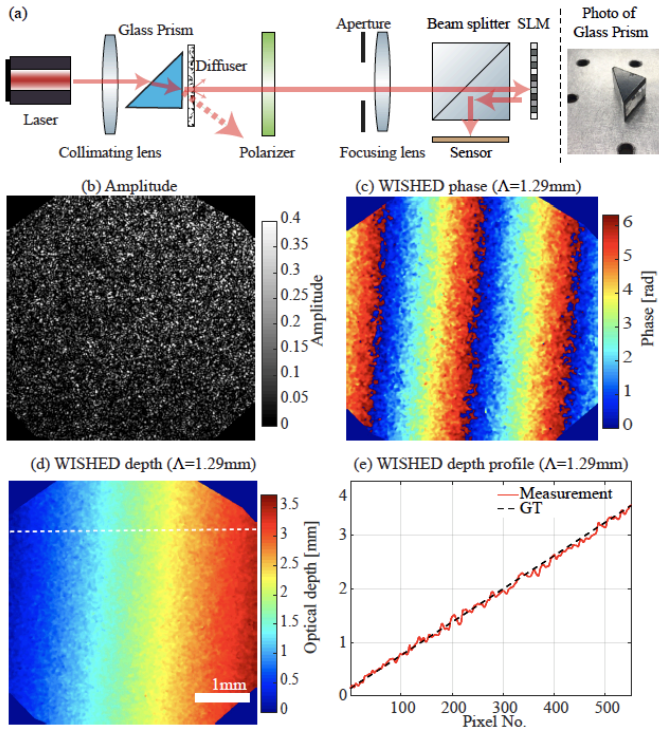 (a)
Glass Prism
Diffuser
Laser
Collimating lens
Polarizer
Aperture
Focusing lens
Beam splitter
SLM
Sensor
Photo of
Glass Prism
(b) Amplitude
0.4
0.35
0.3
0.25
0.2
0.15
0.1
0.05
0
Amplitude
(c) WISHED phase (Λ=1.29mm)
6
5
4
3
2
1
0
Phase [rad]
(d) WISHED depth (Λ=1.29mm)
1mm
3.5
3
2.5
2
1.5
1
0.5
0
Optical depth [mm]
(e) WISHED depth profile (Λ=1.29mm)
Measurement
GT
4
3
2
1
0
100
200
300
400
500
Pixel No.